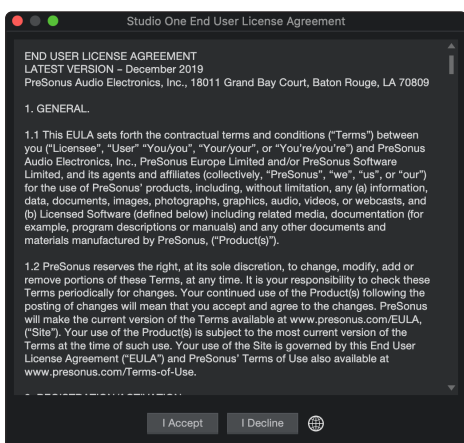 Studio One End User License Agreement
END USER LICENSE AGREEMENT
LATEST VERSION – December 2019
PreSonus Audio Electronics, Inc., 18011 Grand Bay Court, Baton Rouge, LA 70809
1. GENERAL.
1.1 This EULA sets forth the contractual terms and conditions ("Terms") between
you ("Licensee", "User" "You/you", "Your/your", or "You're/you're") and PreSonus
Audio Electronics, Inc., PreSonus Europe Limited and/or PreSonus Software
Limited, and its agents and affiliates (collectively, "PreSonus", "we", "us", or "our")
for the use of PreSonus' products, including, without limitation, any (a) information,
data, documents, images, photographs, graphics, audio, videos, or webcasts, and
(b) Licensed Software (defined below) including related media, documentation (for
example, program descriptions or manuals) and any other documents and
materials manufactured by PreSonus, ("Product(s)").
1.2 PreSonus reserves the right, at its sole discretion, to change, modify, add or
remove portions of these Terms, at any time. It is your responsibility to check these
Terms periodically for changes. Your continued use of the Product(s) following the
posting of changes will mean that you accept and agree to the changes. PreSonus
will make the current version of the Terms available at www.presonus.com/EULA,
("Site"). Your use of the Product(s) is subject to the most current version of the
Terms at the time of such use. Your use of the Site is governed by this End User
License Agreement ("EULA") and PreSonus' Terms of Use also available at
www.presonus.com/Terms-of-Use.
I Accept
I Decline